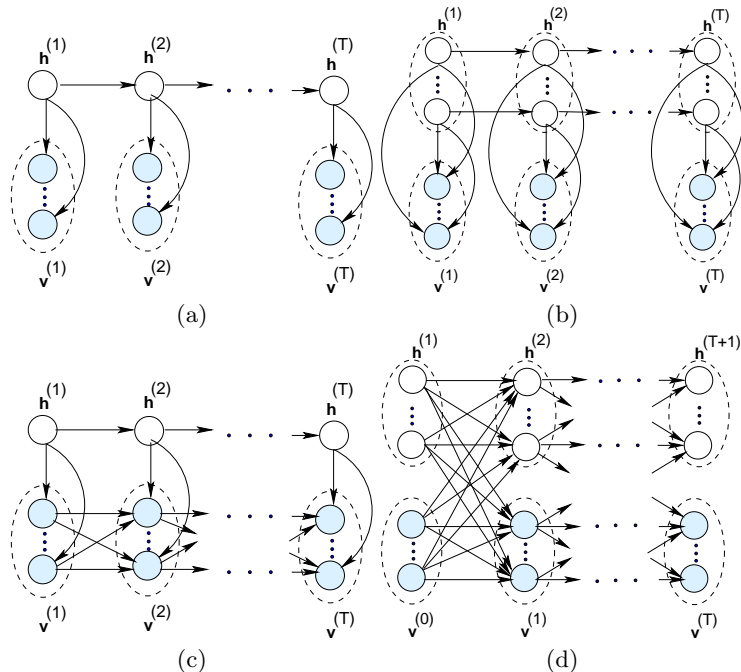 h^(1) h^(2) h^(T)
v^(1) v^(2) v^(T)
(a)
h^(1) h^(2) h^(T)
v^(1) v^(2) v^(T)
(b)
h^(1) h^(2) h^(T)
v^(1) v^(2) v^(T)
(c)
h^(1) h^(2) h^(T+1)
v^(0) v^(1) v^(T)
(d)